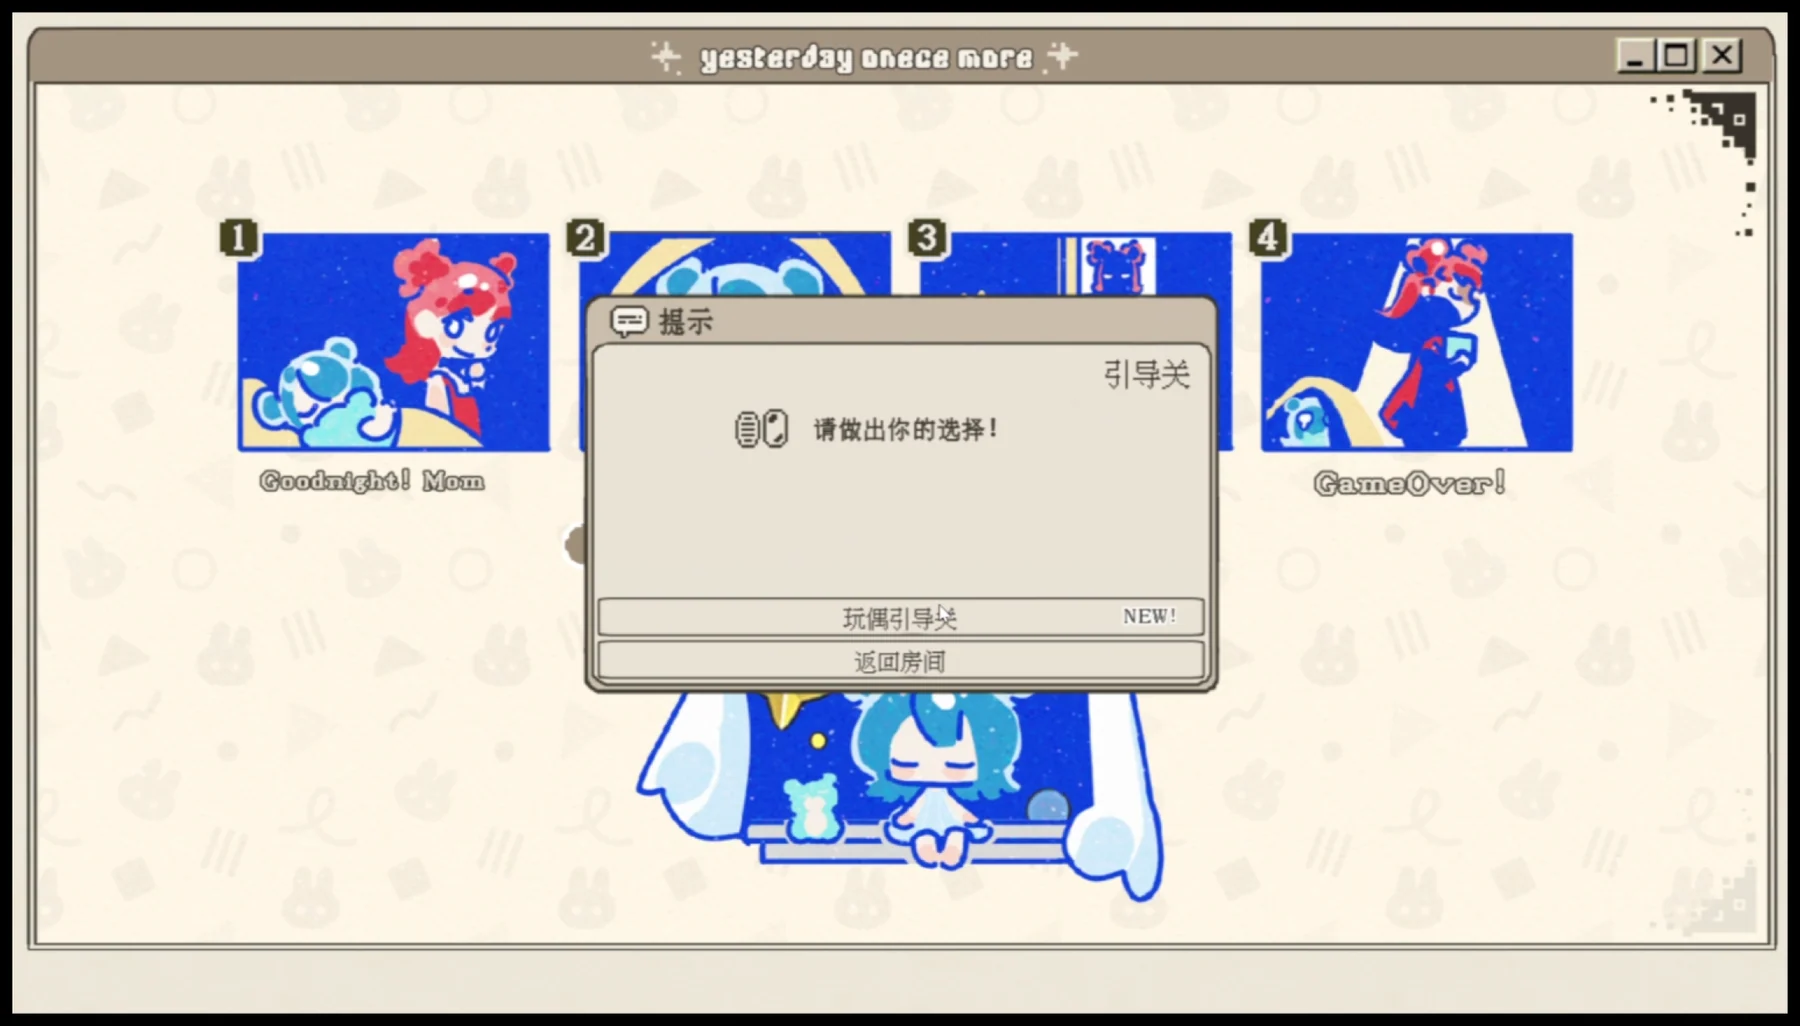 yesterday onece more
1
2
3
4
提示
引导关
请做出你的选择！
Goodnight! Mom
GameOver!
玩偶引导关
NEW!
返回房间